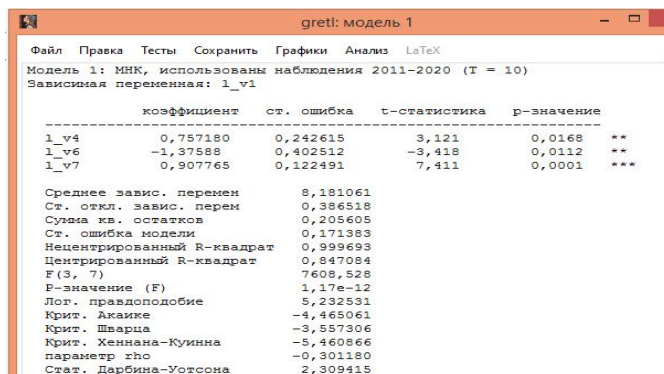 gretl: модель 1
Файл Правка Тесты Сохранить Графики Анализ LaTeX
Модель 1: МНК, использованы наблюдения 2011-2020 (T = 10)
Зависимая переменная: l_v1
коэффициент ст. ошибка t-статистика p-значение
l_v4 0,757180 0,242615 3,121 0,0168 **
l_v6 −1,37588 0,402512 −3,418 0,0112 **
l_v7 0,907765 0,122491 7,411 0,0001 ***
Среднее завис. перемен 8,181061
Ст. откл. завис. перем 0,386518
Сумма кв. остатков 0,205605
Ст. ошибка модели 0,171383
Нецентрированный R-квадрат 0,999693
Центрированный R-квадрат 0,847084
F(3, 7) 7608,528
P-значение (F) 1,17e-12
Лог. правдоподобие 5,232531
Крит. Акаике −4,465061
Крит. Шварца −3,557306
Крит. Хеннана-Куинна −5,460866
параметр rho −0,301180
Стат. Дарбина-Уотсона 2,309415